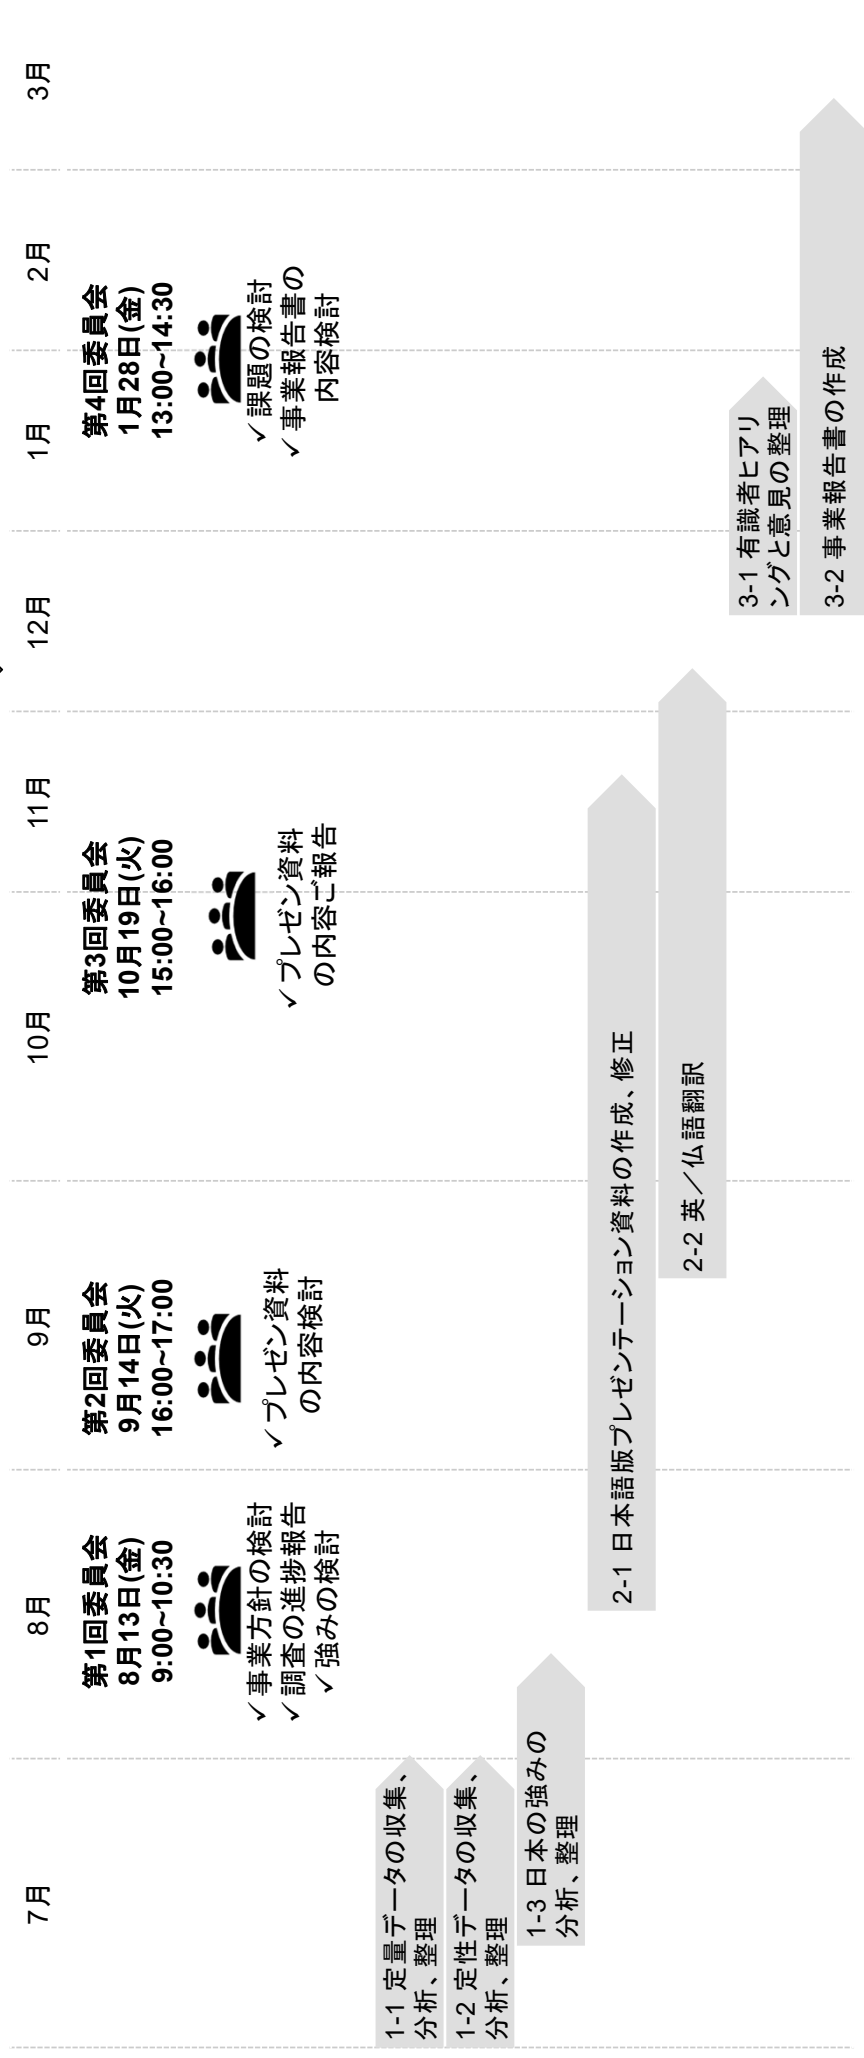 7月
8月
9月
10月
11月
12月
1月
2月
3月
第1回委員会
8月13日(金)
9:00~10:30
✓事業方針の検討
✓調査の進捗報告
✓強みの検討
第2回委員会
9月14日(火)
16:00~17:00
✓プレゼン資料
の内容検討
第3回委員会
10月19日(火)
15:00~16:00
✓プレゼン資料
の内容ご報告
第4回委員会
1月28日(金)
13:00~14:30
✓課題の検討
✓事業報告書の
内容検討
1-1 定量データの収集、
分析、整理
1-2 定性データの収集、
分析、整理
1-3 日本の強みの
分析、整理
2-1 日本語版プレゼンテーション資料の作成、修正
2-2 英／仏語翻訳
3-1 有識者ヒアリ
ングと意見の整理
3-2 事業報告書の作成